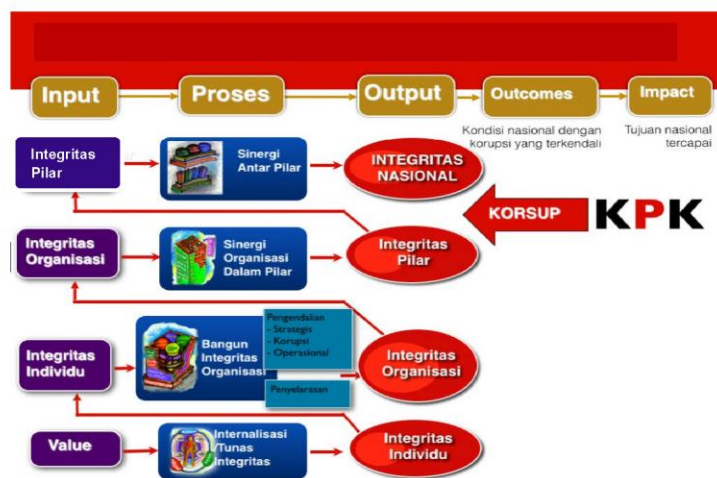 Input
Proses
Output
Outcomes
Impact
Kondisi nasional dengan
korupsi yang terkendali
Tujuan nasional
tercapai
Integritas
Pilar
Sinergi
Antar Pilar
INTEGRITAS
NASIONAL
KORSUP
KPK
Integritas
Organisasi
Sinergi
Organisasi
Dalam Pilar
Integritas
Pilar
Integritas
Individu
Bangun
Integritas
Organisasi
Pengendalian
- Strategis
- Korupsi
- Operasional
Penyelarasan
Integritas
Organisasi
Value
Internalisasi
/Tunas
Integritas
Integritas
Individu